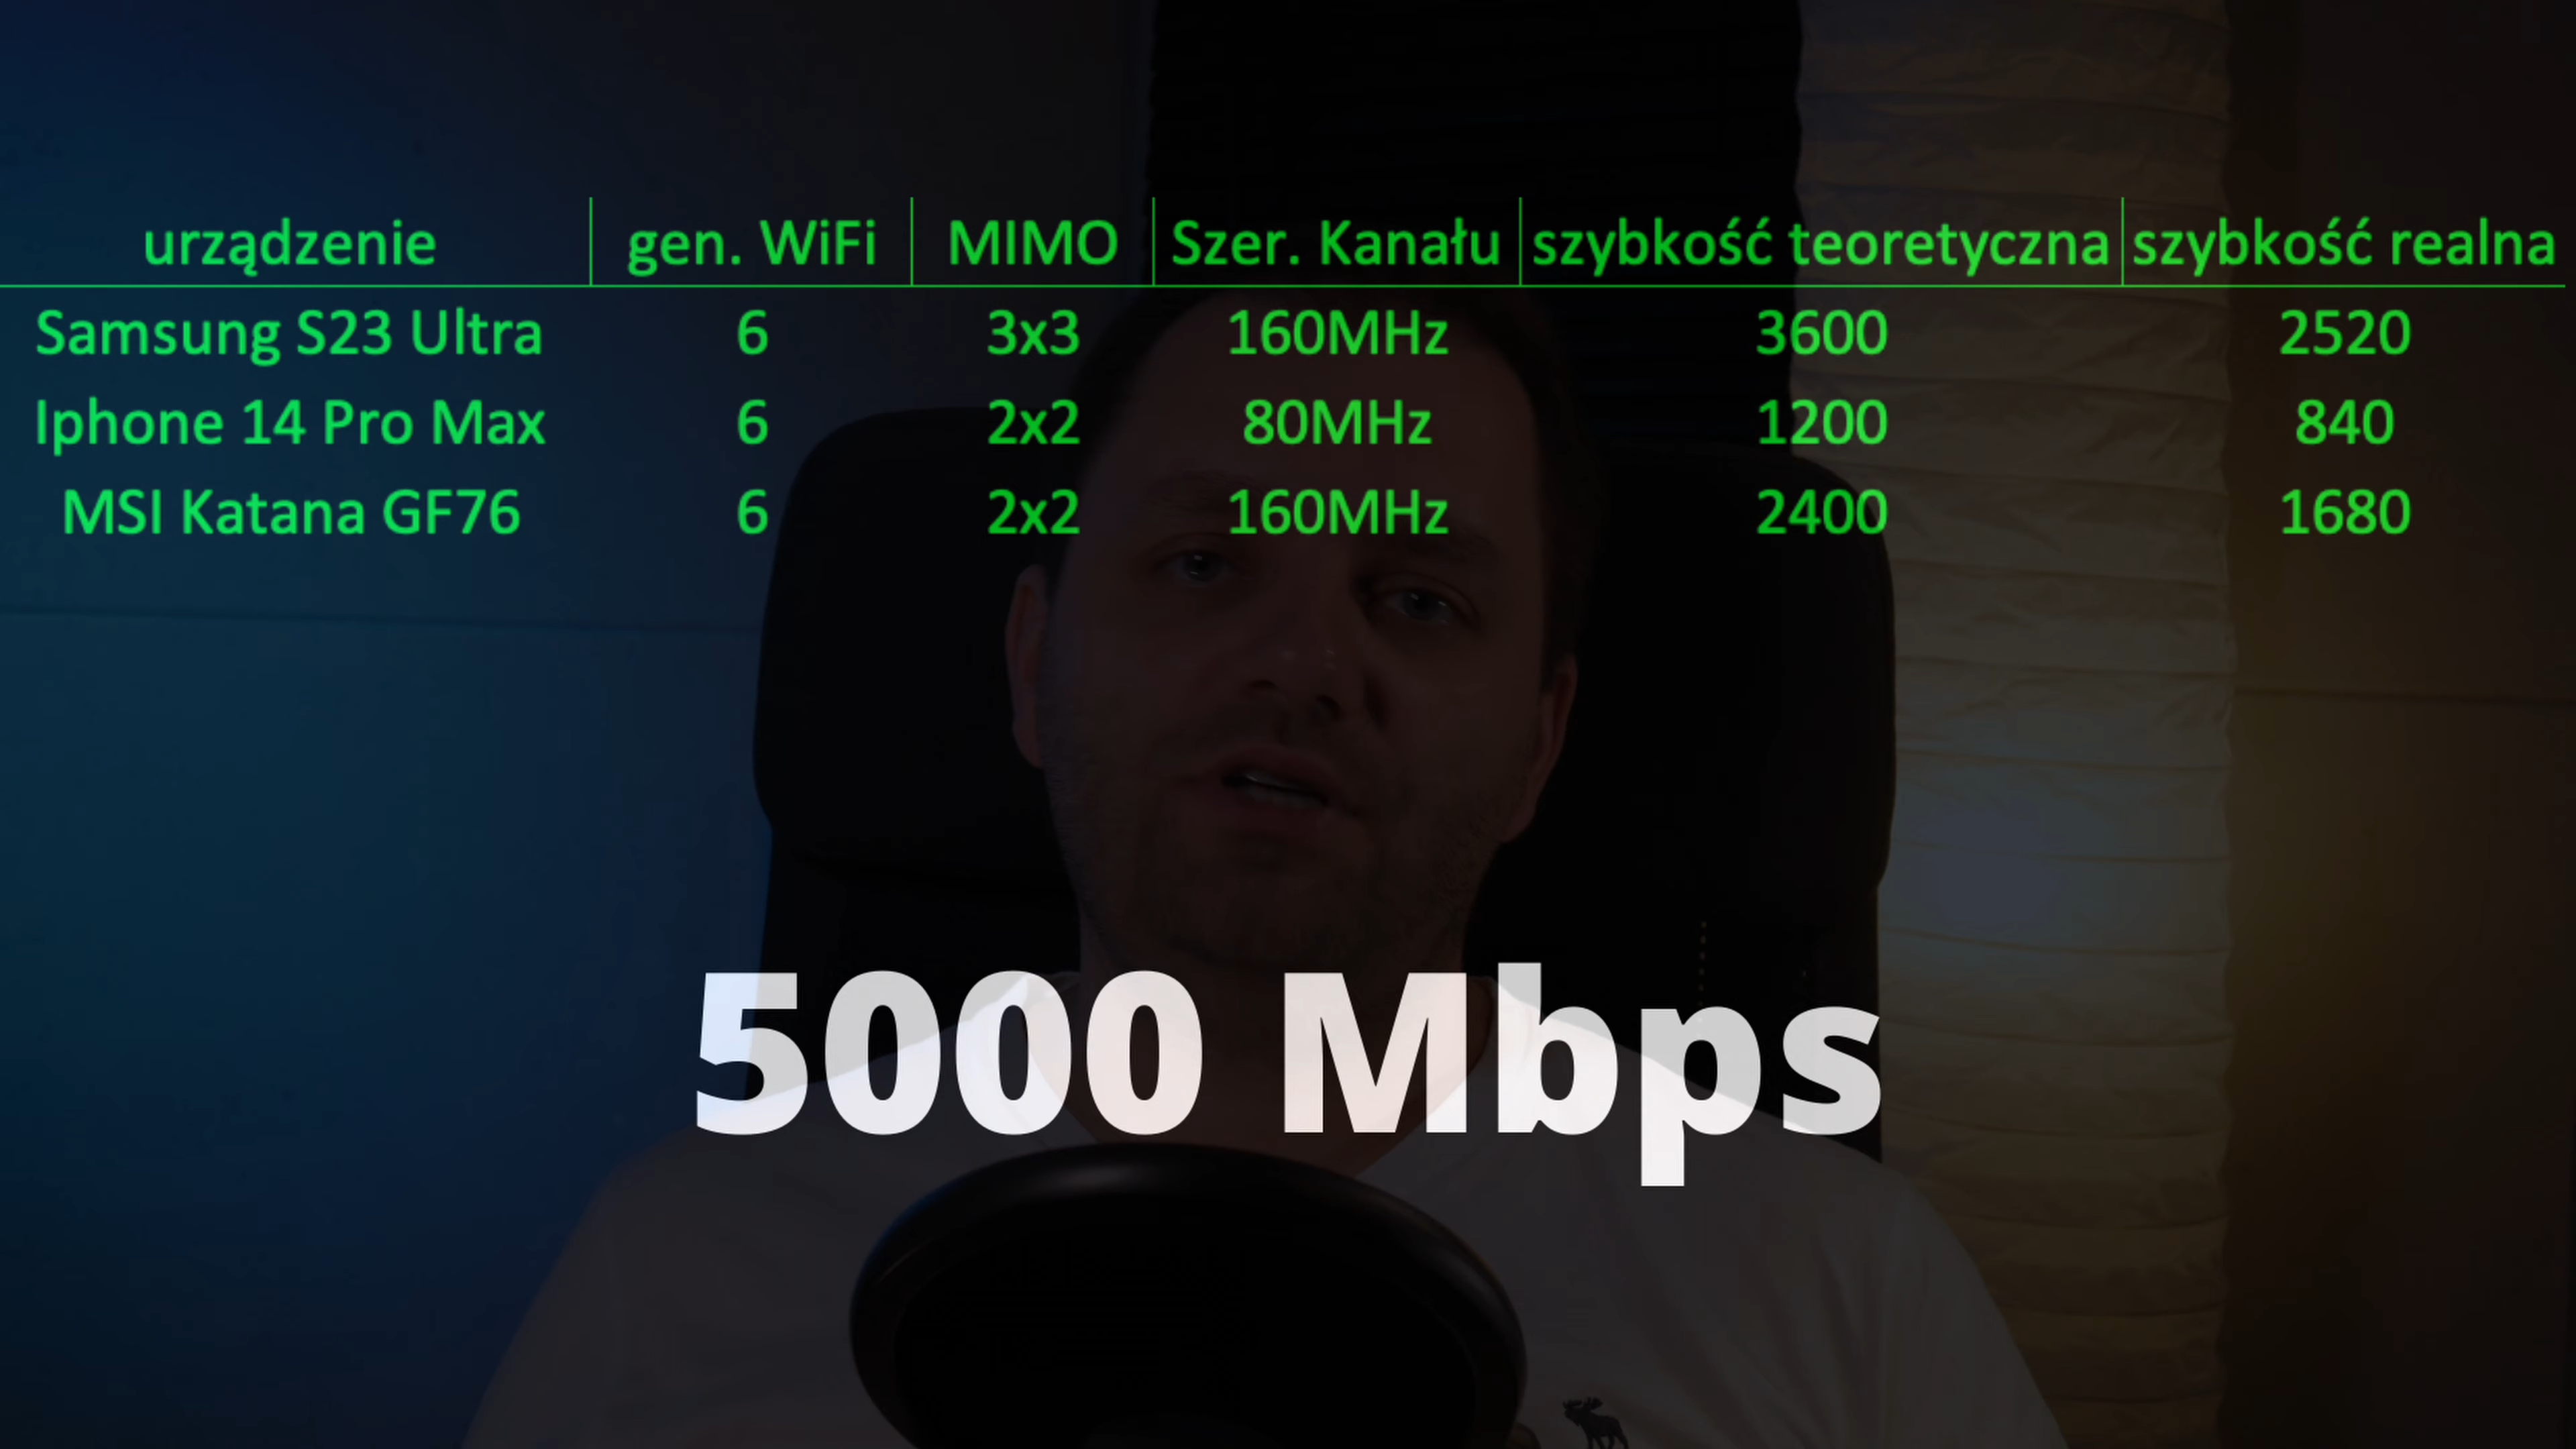 urządzenie gen. WiFi MIMO Szer. Kanału szybkość teoretyczna szybkość realna
Samsung S23 Ultra 6 3x3 160MHz 3600 2520
Iphone 14 Pro Max 6 2x2 80MHz 1200 840
MSI Katana GF76 6 2x2 160MHz 2400 1680
5000 Mbps